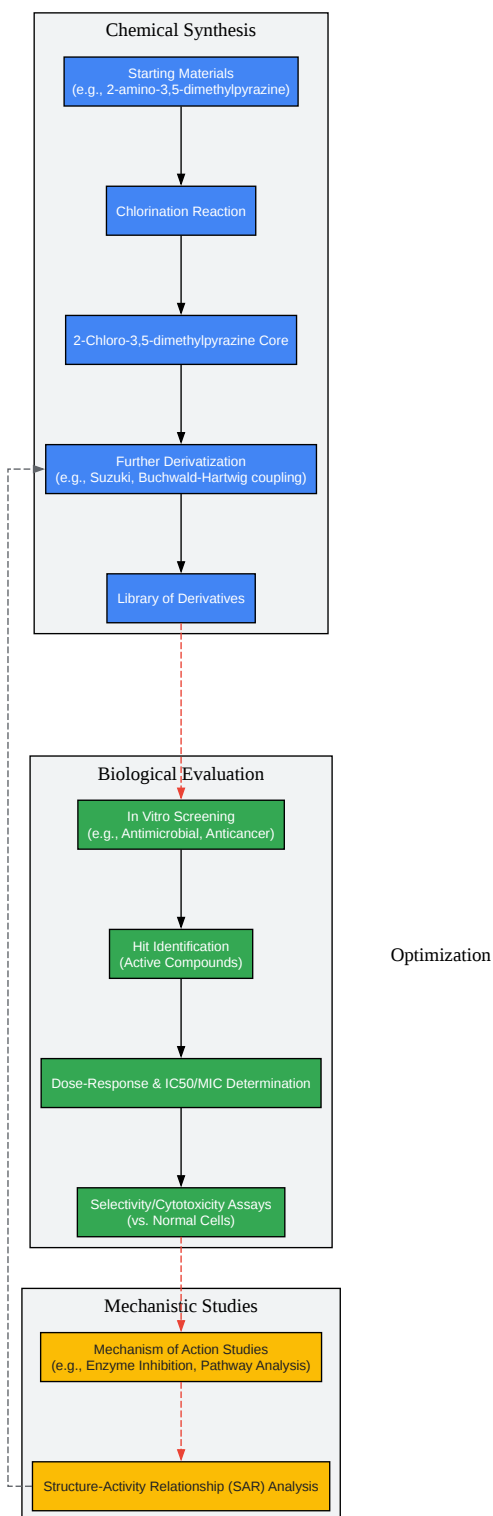 Chemical Synthesis
Starting Materials
(e.g., 2-amino-3,5-dimethylpyrazine)
Chlorination Reaction
2-Chloro-3,5-dimethylpyrazine Core
Further Derivatization
(e.g., Suzuki, Buchwald-Hartwig coupling)
Library of Derivatives
Biological Evaluation
In Vitro Screening
(e.g., Antimicrobial, Anticancer)
Hit Identification
(Active Compounds)
Optimization
Dose-Response & IC50/MIC Determination
Selectivity/Cytotoxicity Assays
(vs. Normal Cells)
Mechanistic Studies
Mechanism of Action Studies
(e.g., Enzyme Inhibition, Pathway Analysis)
Structure-Activity Relationship (SAR) Analysis